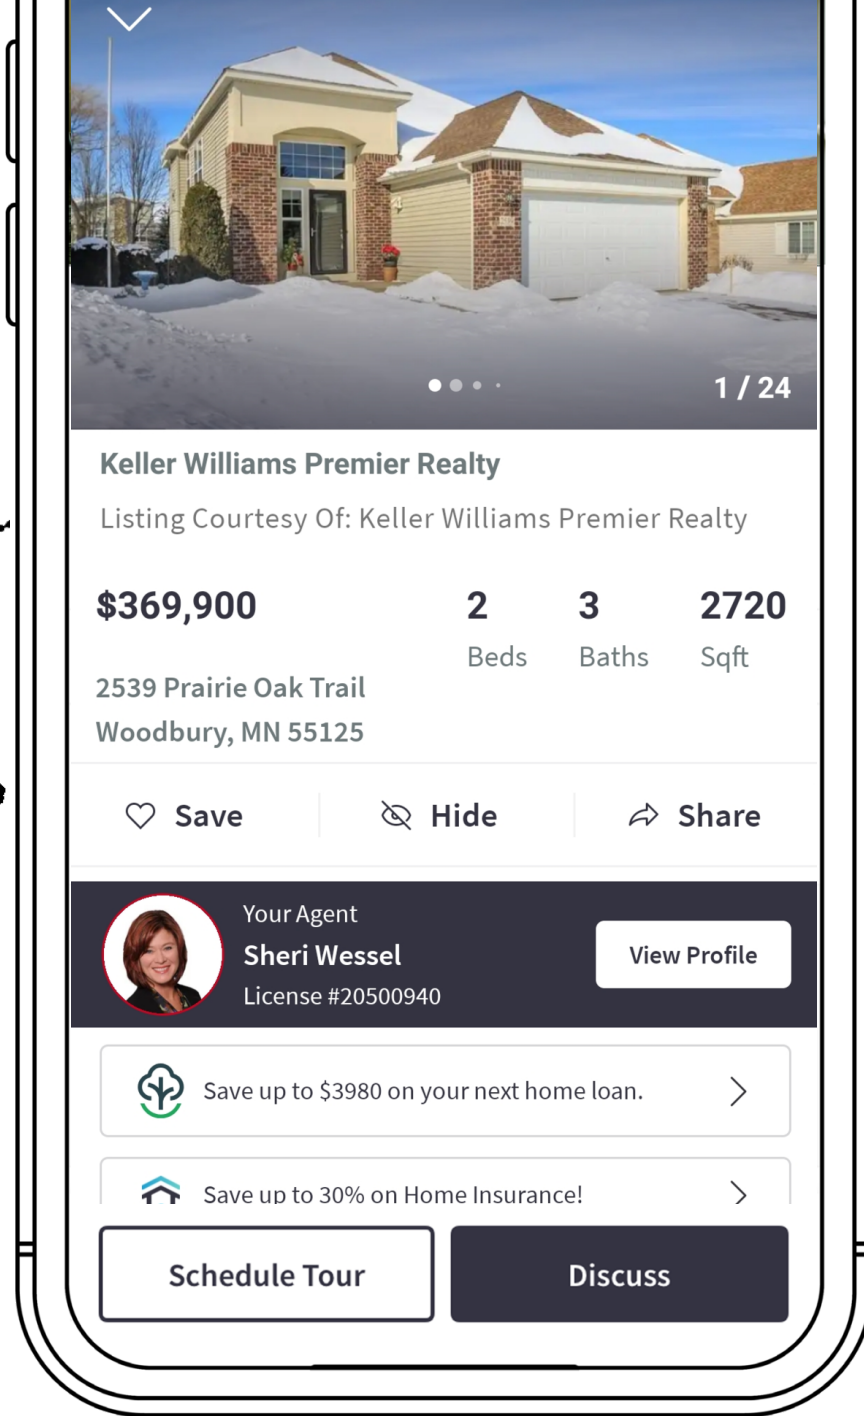 1 / 24
Keller Williams Premier Realty
Listing Courtesy Of: Keller Williams Premier Realty
$369,900
2 3 2720
Beds Baths Sqft
2539 Prairie Oak Trail
Woodbury, MN 55125
Save Hide Share
Your Agent
Sheri Wessel
License #20500940
View Profile
Save up to $3980 on your next home loan.
Save up to 30% on Home Insurance!
Schedule Tour Discuss